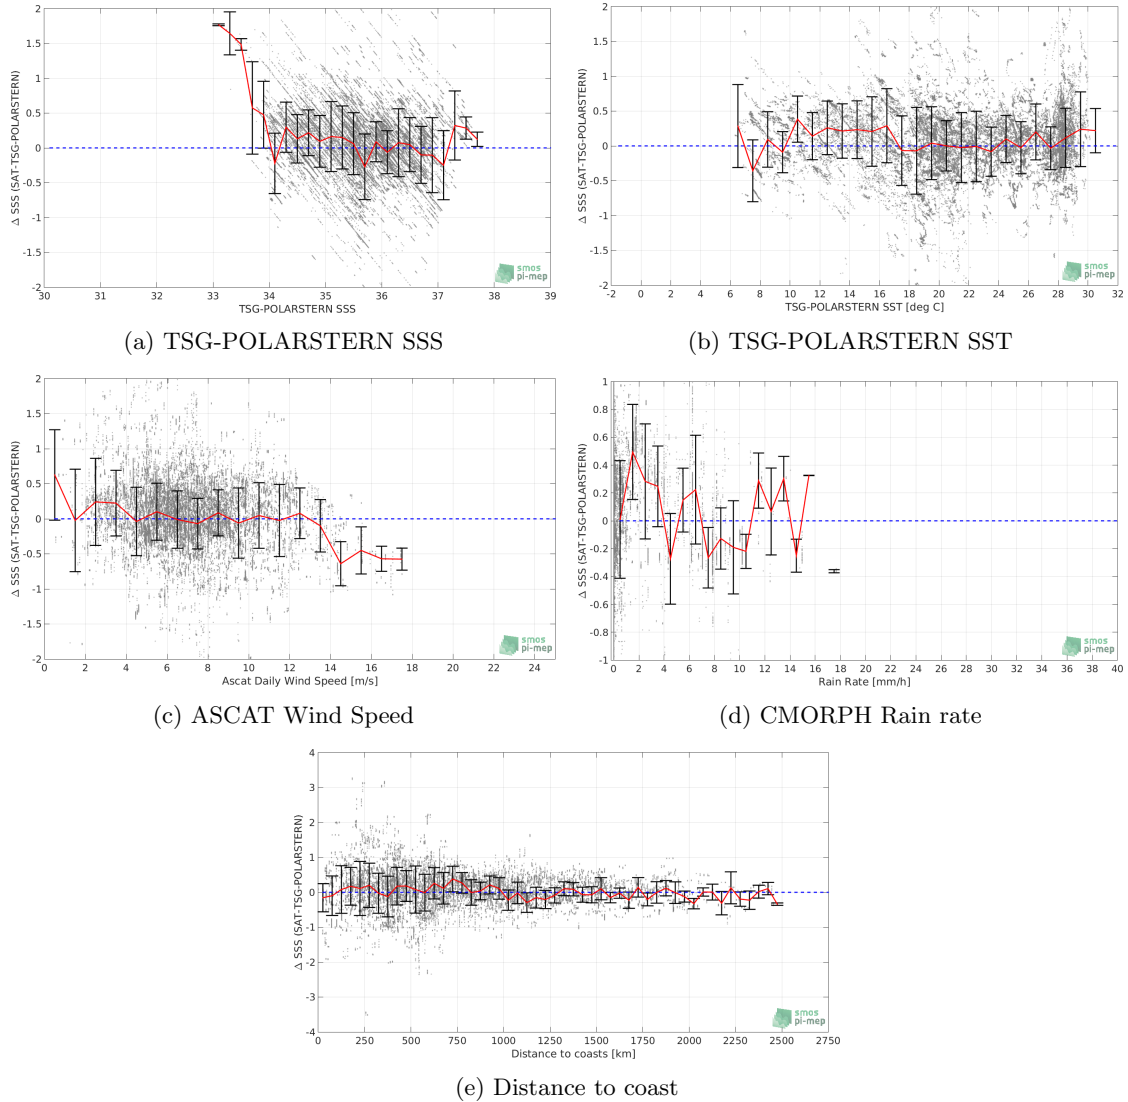 Δ SSS (SAT-TSG-POLARSTERN)
2
1.5
1
0.5
0
-0.5
-1
-1.5
-2
30 31 32 33 34 35 36 37 38 39
TSG-POLARSTERN SSS
smos
pi-mep
(a) TSG-POLARSTERN SSS
Δ SSS (SAT-TSG-POLARSTERN)
2
1.5
1
0.5
0
-0.5
-1
-1.5
-2
-2 0 2 4 6 8 10 12 14 16 18 20 22 24 26 28 30 32
TSG-POLARSTERN SST [deg C]
smos
pi-mep
(b) TSG-POLARSTERN SST
Δ SSS (SAT-TSG-POLARSTERN)
2
1.5
1
0.5
0
-0.5
-1
-1.5
-2
0 2 4 6 8 10 12 14 16 18 20 22 24
Ascat Daily Wind Speed [m/s]
smos
pi-mep
(c) ASCAT Wind Speed
Δ SSS (SAT-TSG-POLARSTERN)
1
0.8
0.6
0.4
0.2
0
-0.2
-0.4
-0.6
-0.8
-1
0 2 4 6 8 10 12 14 16 18 20 22 24 26 28 30 32 34 36 38 40
Rain Rate [mm/h]
smos
pi-mep
(d) CMORPH Rain rate
Δ SSS (SAT-TSG-POLARSTERN)
4
3
2
1
0
-1
-2
-3
-4
0 250 500 750 1000 1250 1500 1750 2000 2250 2500 2750
Distance to coasts [km]
smos
pi-mep
(e) Distance to coast